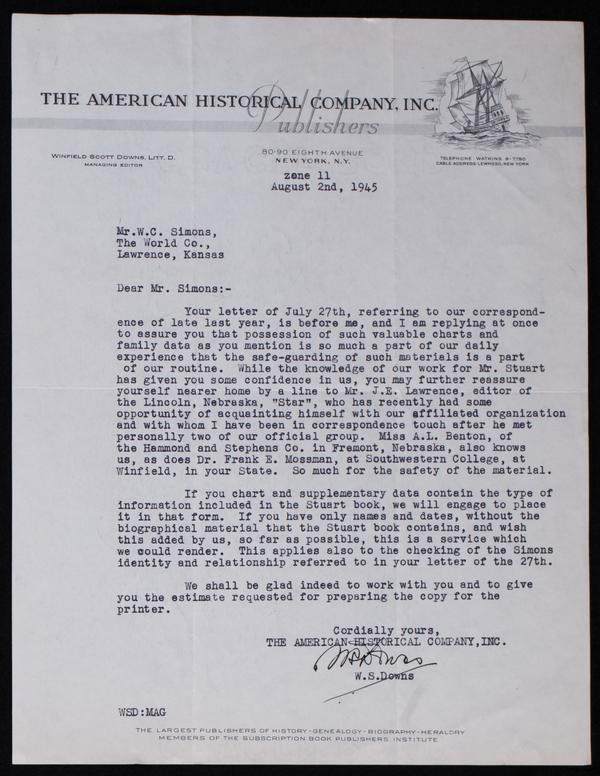 THE AMERICAN HISTORICAL COMPANY, INC.
Publishers
WINFIELD SCOTT DOWNS, LITT. D.
MANAGING EDITOR
80-90 EIGHTH AVENUE
NEW YORK, N.Y.
TELEPHONE WATKINS 9-7750
CABLE ADDRESS-LEWHISCO, NEW YORK
zone 11
August 2nd, 1945
Mr.W.C. Simons,
The World Co.,
Lawrence, Kansas
Dear Mr. Simons:-
Your letter of July 27th, referring to our correspond-
ence of late last year, is before me, and I am replying at once
to assure you that possession of such valuable charts and
family data as you mention is so much a part of our daily
experience that the safe-guarding of such materials is a part
of our routine. While the knowledge of our work for Mr. Stuart
has given you some confidence in us, you may further reassure
yourself nearer home by a line to Mr. J.E. Lawrence, editor of
the Lincoln, Nebraska, "Star", who has recently had some
opportunity of acquainting himself with our affiliated organization
and with whom I have been in correspondence touch after he met
personally two of our official group. Miss A.L. Benton, of
the Hammond and Stephens Co. in Fremont, Nebraska, also knows
us, as does Dr. Frank E. Mossman, at Southwestern College, at
Winfield, in your State. So much for the safety of the material.
If you chart and supplementary data contain the type of
information included in the Stuart book, we will engage to place
it in that form. If you have only names and dates, without the
biographical material that the Stuart book contains, and wish
this added by us, so far as possible, this is a service which
we could render. This applies also to the checking of the Simons
identity and relationship referred to in your letter of the 27th.
We shall be glad indeed to work with you and to give
you the estimate requested for preparing the copy for the
printer.
Cordially yours,
THE AMERICAN HISTORICAL COMPANY,INC.
WSDowns
W.S.Downs
WSD:MAG
THE LARGEST PUBLISHERS OF HISTORY-GENEALOGY-BIOGRAPHY-HERALDRY
MEMBERS OF THE SUBSCRIPTION BOOK PUBLISHERS INSTITUTE